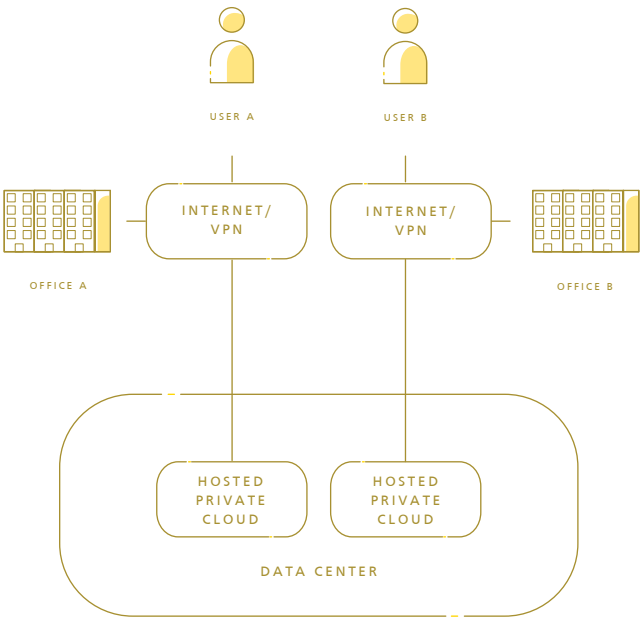 USER A
USER B
INTERNET/
VPN
INTERNET/
VPN
OFFICE A
OFFICE B
HOSTED
PRIVATE
CLOUD
HOSTED
PRIVATE
CLOUD
DATA CENTER